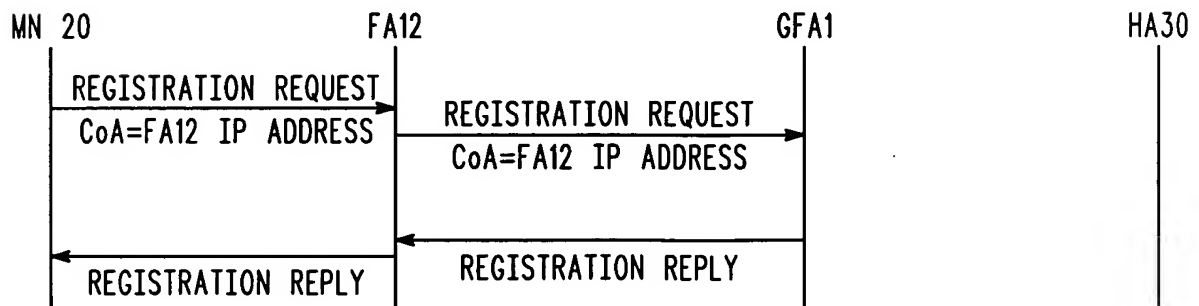 MN 20 FA12 GFA1 HA30
REGISTRATION REQUEST
CoA=FA12 IP ADDRESS
REGISTRATION REQUEST
CoA=FA12 IP ADDRESS
REGISTRATION REPLY
REGISTRATION REPLY